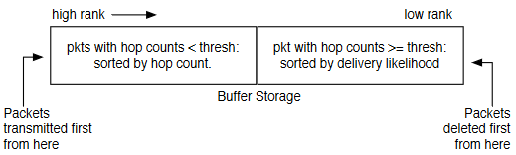 high rank
low rank
pkts with hop counts < thresh:
sorted by hop count.
pkt with hop counts >= thresh:
sorted by delivery likelihood
Buffer Storage
Packets
transmitted first
from here
Packets
deleted first
from here